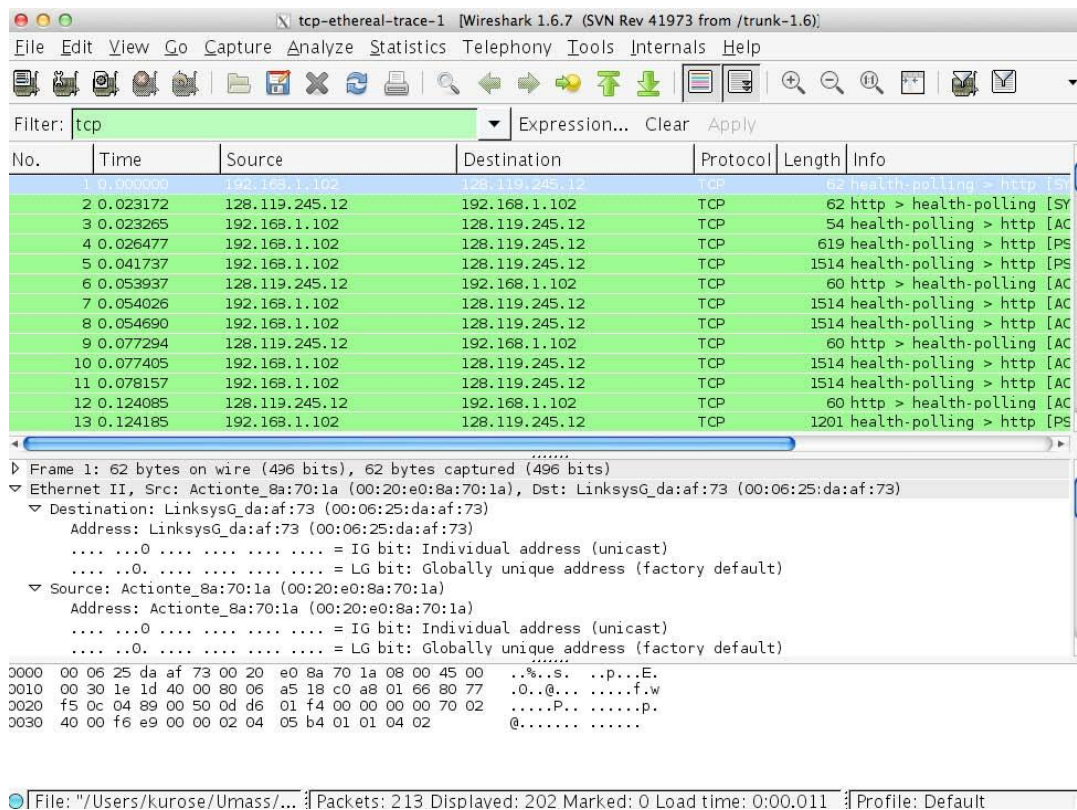 tcp-ethereal-trace-1 [Wireshark 1.6.7 (SVN Rev 41973 from /trunk-1.6)]
File Edit View Go Capture Analyze Statistics Telephony Tools Internals Help
Filter: tcp Expression... Clear Apply
No. Time Source Destination Protocol Length Info
1 0.000000 192.168.1.102 128.119.245.12 TCP 62 health-polling > http [SY
2 0.023172 128.119.245.12 192.168.1.102 TCP 62 http > health-polling [SY
3 0.023265 192.168.1.102 128.119.245.12 TCP 54 health-polling > http [AC
4 0.026477 192.168.1.102 128.119.245.12 TCP 619 health-polling > http [PS
5 0.041737 192.168.1.102 128.119.245.12 TCP 1514 health-polling > http [PS
6 0.053937 128.119.245.12 192.168.1.102 TCP 60 http > health-polling [AC
7 0.054026 192.168.1.102 128.119.245.12 TCP 1514 health-polling > http [AC
8 0.054690 192.168.1.102 128.119.245.12 TCP 1514 health-polling > http [AC
9 0.077294 128.119.245.12 192.168.1.102 TCP 60 http > health-polling [AC
10 0.077405 192.168.1.102 128.119.245.12 TCP 1514 health-polling > http [AC
11 0.078157 192.168.1.102 128.119.245.12 TCP 1514 health-polling > http [AC
12 0.124085 128.119.245.12 192.168.1.102 TCP 60 http > health-polling [AC
13 0.124185 192.168.1.102 128.119.245.12 TCP 1201 health-polling > http [PS
Frame 1: 62 bytes on wire (496 bits), 62 bytes captured (496 bits)
Ethernet II, Src: Actionte_8a:70:1a (00:20:e0:8a:70:1a), Dst: LinksysG_da:af:73 (00:06:25:da:af:73)
Destination: LinksysG_da:af:73 (00:06:25:da:af:73)
Address: LinksysG_da:af:73 (00:06:25:da:af:73)
.... ...0 .... .... .... .... = IG bit: Individual address (unicast)
.... ..0. .... .... .... .... = LG bit: Globally unique address (factory default)
Source: Actionte_8a:70:1a (00:20:e0:8a:70:1a)
Address: Actionte_8a:70:1a (00:20:e0:8a:70:1a)
.... ...0 .... .... .... .... = IG bit: Individual address (unicast)
.... ..0. .... .... .... .... = LG bit: Globally unique address (factory default)
0000 00 06 25 da af 73 00 20 e0 8a 70 1a 08 00 45 00 ..%..s. ..p...E.
0010 00 30 1e 1d 40 00 80 06 a5 18 c0 a8 01 66 80 77 .0..@... .....f.w
0020 f5 0c 04 89 00 50 0d d6 01 f4 00 00 00 00 70 02 .....P.. ......p.
0030 40 00 f6 e9 00 00 02 04 05 b4 01 01 04 02 @....... ......
File: "/Users/kurose/Umass/... Packets: 213 Displayed: 202 Marked: 0 Load time: 0:00.011 Profile: Default